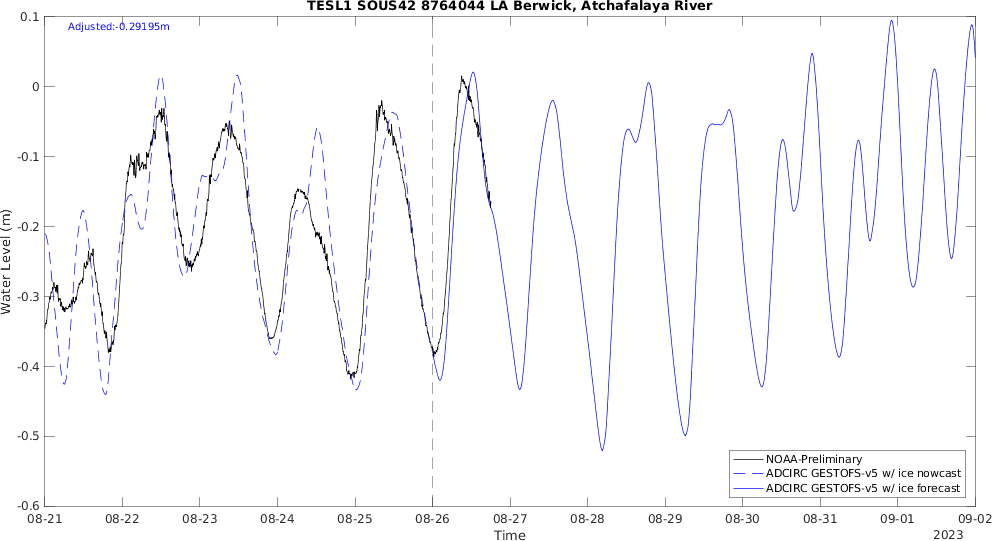 TESL1 SOUS42 8764044 LA Berwick, Atchafalaya River
Adjusted:-0.29195m
0.1
0
-0.1
-0.2
-0.3
-0.4
-0.5
-0.6
Water Level (m)
NOAA-Preliminary
ADCIRC GESTOFS-v5 w/ ice nowcast
ADCIRC GESTOFS-v5 w/ ice forecast
08-21 08-22 08-23 08-24 08-25 08-26 08-27 08-28 08-29 08-30 08-31 09-01 09-02
Time
2023